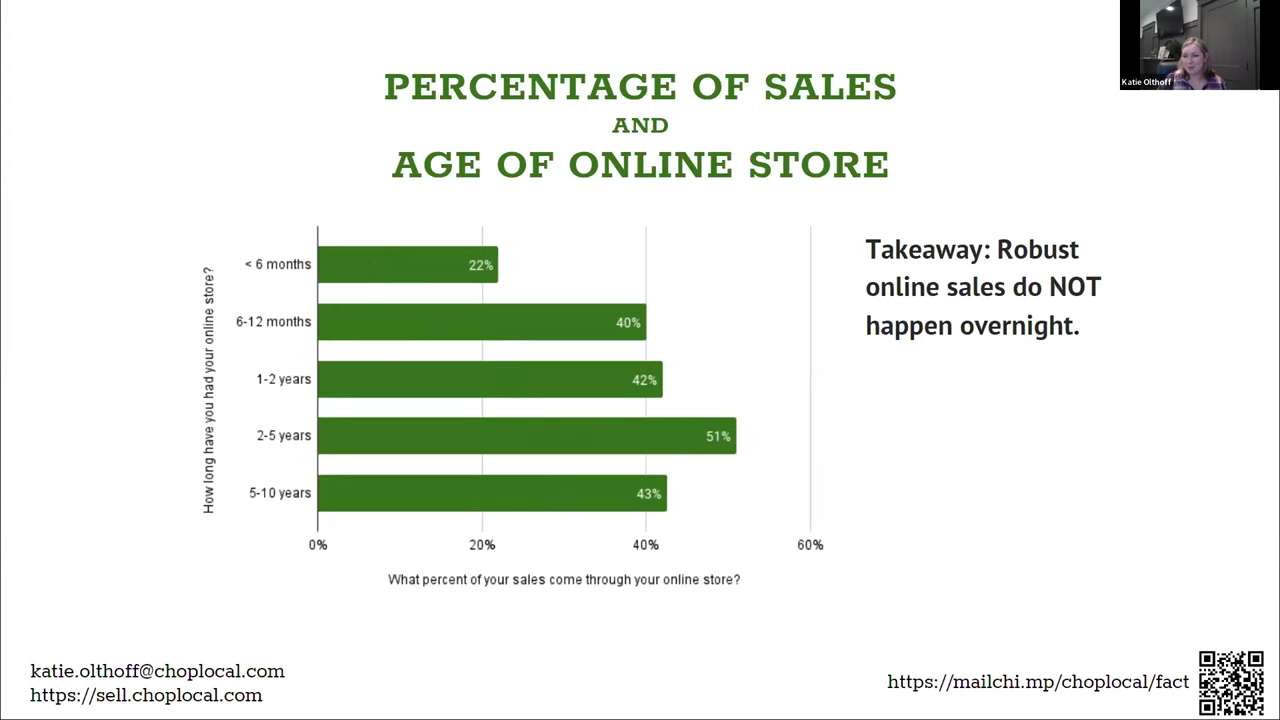 Katie Olthoff
PERCENTAGE OF SALES
AND
AGE OF ONLINE STORE
How long have you had your online store?
< 6 months
22%
6-12 months
40%
1-2 years
42%
2-5 years
51%
5-10 years
43%
0%
20%
40%
60%
What percent of your sales come through your online store?
Takeaway: Robust
online sales do NOT
happen overnight.
katie.olthoff@choplocal.com
https://sell.choplocal.com
https://mailchi.mp/choplocal/fact